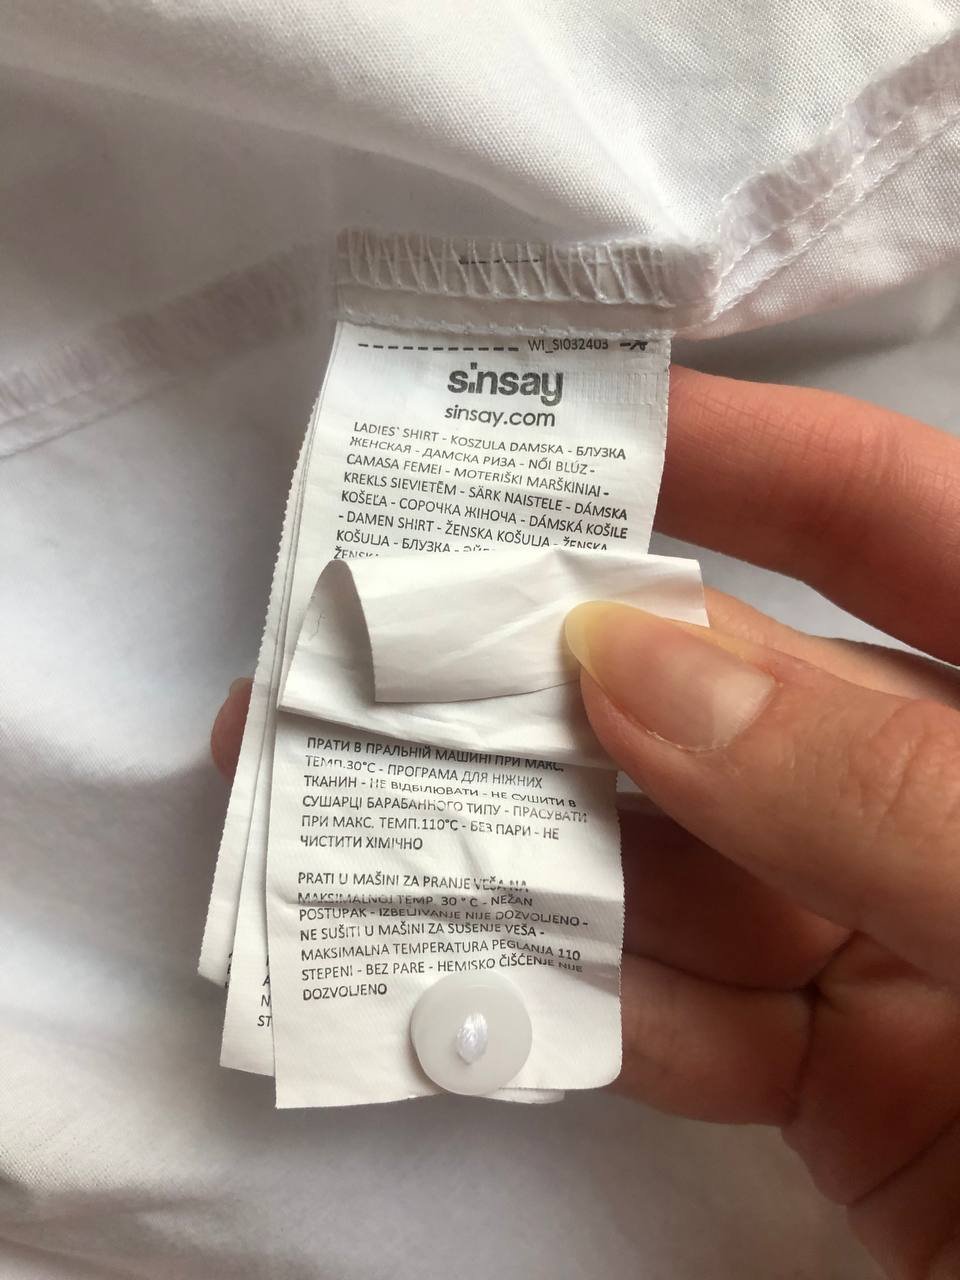 WI_SI032403
sinsay
sinsay.com
LADIES' SHIRT - KOSZULA DAMSKA - БЛУЗКА
ЖЕНСКАЯ - ДАМСКА РИЗА - NŐI BLÚZ -
CAMASA FEMEI - MOTERIŠKI MARŠKINIAI -
KREKLS SIEVIETĒM - SÄRK NAISTELE - DÁMSKA
KOŠEĽA - СОРОЧКА ЖІНОЧА - DÁMSKÁ KOŠILE
- DAMEN SHIRT - ŽENSKA KOŠULJA - ŽENSKA
KOŠULJA - БЛУЗКА -
ŽENSKA
ПРАТИ В ПРАЛЬНІЙ МАШИНІ ПРИ МАКС.
ТЕМП.30°C - ПРОГРАМА ДЛЯ НІЖНИХ
ТКАНИН - НЕ ВІДБІЛЮВАТИ - НЕ СУШИТИ В
СУШАРЦІ БАРАБАННОГО ТИПУ - ПРАСУВАТИ
ПРИ МАКС. ТЕМП.110°C - БЕЗ ПАРИ - НЕ
ЧИСТИТИ ХІМІЧНО
PRATI U MAŠINI ZA PRANJE VEŠA NA
MAKSIMALNOJ TEMP. 30 ° C - NEŽAN
POSTUPAK - IZBELJIVANJE NIJE DOZVOLJENO -
NE SUŠITI U MAŠINI ZA SUŠENJE VEŠA -
MAKSIMALNA TEMPERATURA PEGLANJA 110
STEPENI - BEZ PARE - HEMISKO ČIŠĆENJE NIJE
DOZVOLJENO
A
N
ST